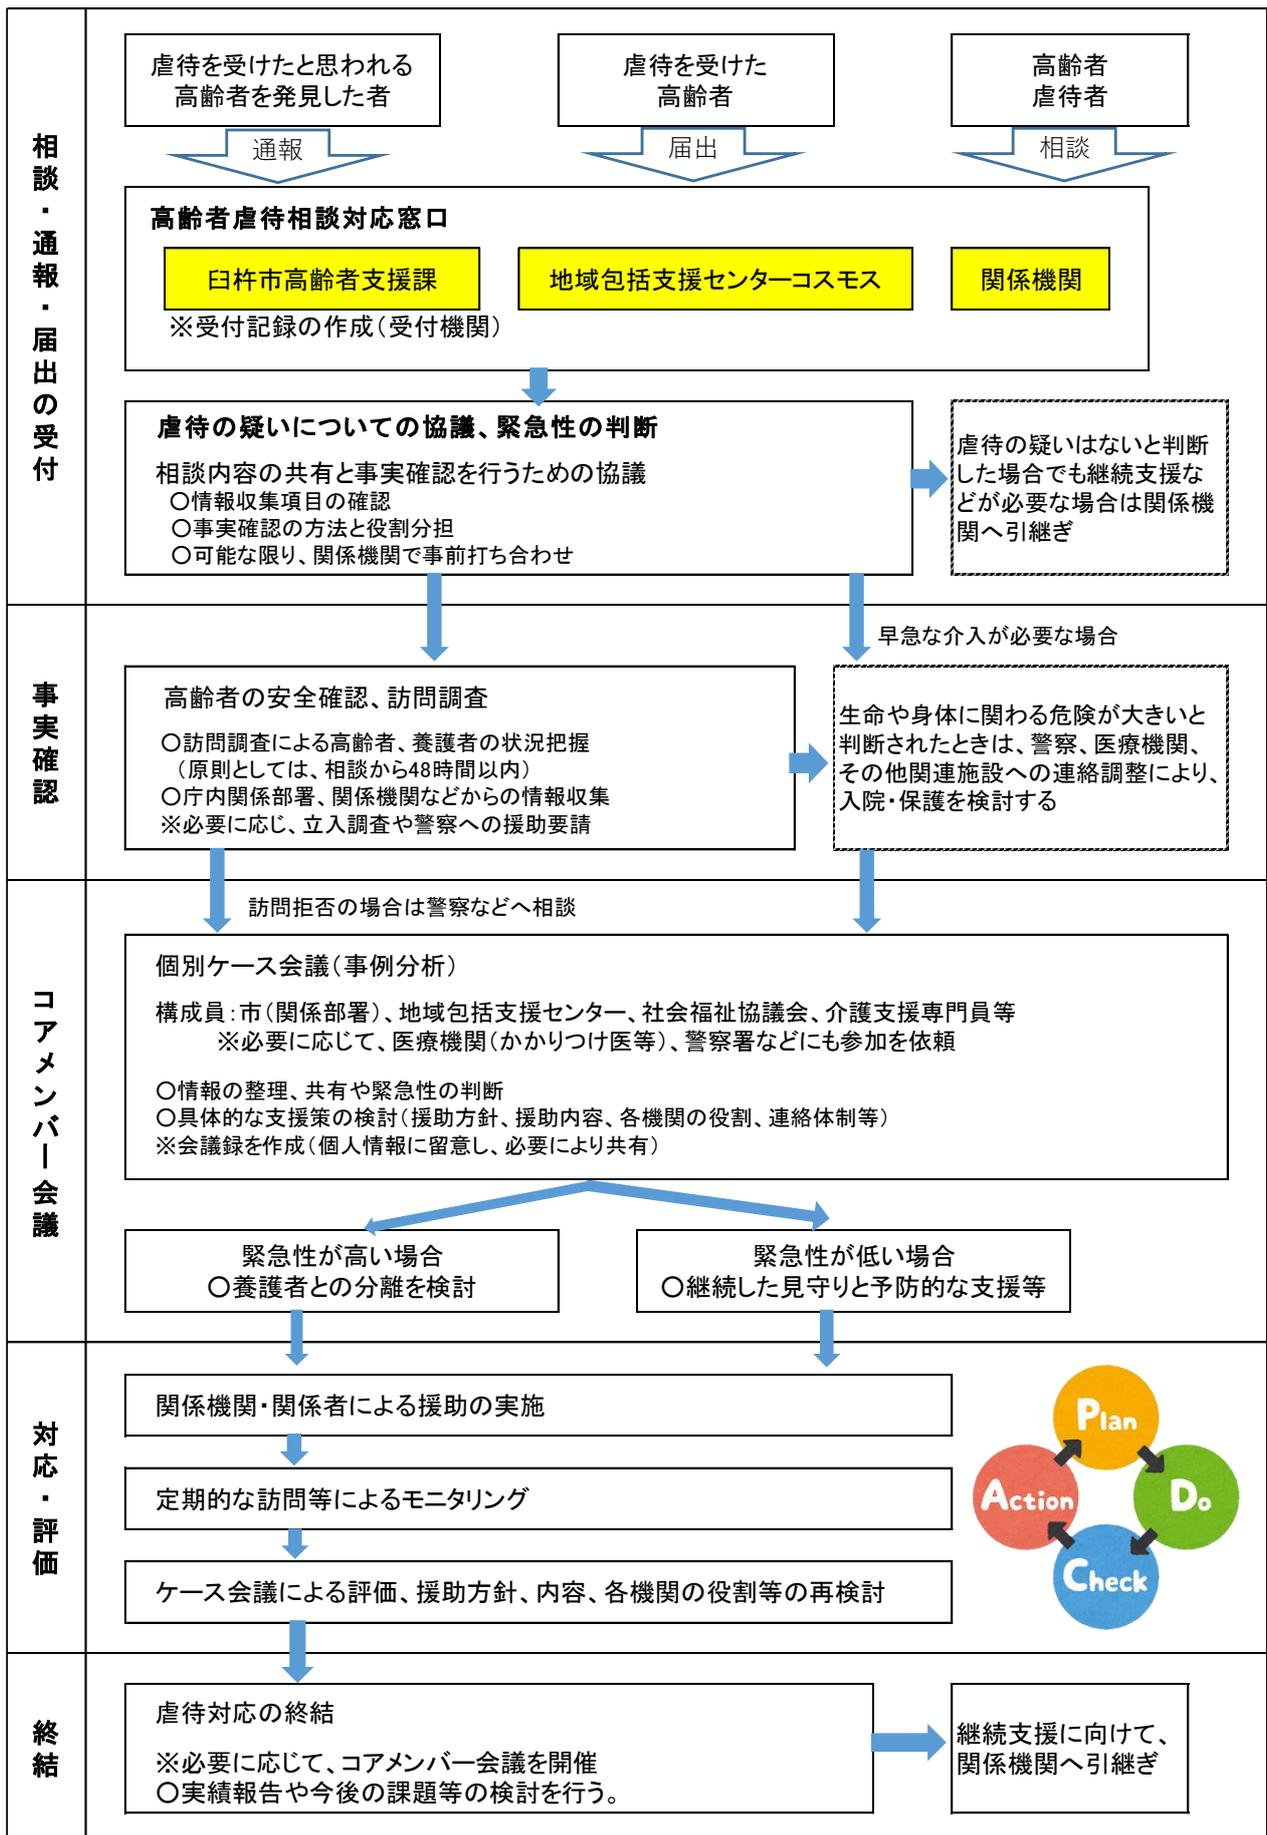 相談・通報・届出の受付
虐待を受けたと思われる
高齢者を発見した者
虐待を受けた
高齢者
高齢者
虐待者
通報
届出
相談
高齢者虐待相談対応窓口
臼杵市高齢者支援課
地域包括支援センターコスモス
関係機関
※受付記録の作成(受付機関)
虐待の疑いについての協議、緊急性の判断
相談内容の共有と事実確認を行うための協議
○情報収集項目の確認
○事実確認の方法と役割分担
○可能な限り、関係機関で事前打ち合わせ
虐待の疑いはないと判断
した場合でも継続支援な
どが必要な場合は関係機
関へ引継ぎ
早急な介入が必要な場合
事実確認
高齢者の安全確認、訪問調査
○訪問調査による高齢者、養護者の状況把握
(原則としては、相談から48時間以内)
○庁内関係部署、関係機関などからの情報収集
※必要に応じ、立入調査や警察への援助要請
生命や身体に関わる危険が大きいと
判断されたときは、警察、医療機関、
その他関連施設への連絡調整により、
入院・保護を検討する
訪問拒否の場合は警察などへ相談
コアメンバー会議
個別ケース会議(事例分析)
構成員:市(関係部署)、地域包括支援センター、社会福祉協議会、介護支援専門員等
※必要に応じて、医療機関(かかりつけ医等)、警察署などにも参加を依頼
○情報の整理、共有や緊急性の判断
○具体的な支援策の検討(援助方針、援助内容、各機関の役割、連絡体制等)
※会議録を作成(個人情報に留意し、必要により共有)
緊急性が高い場合
○養護者との分離を検討
緊急性が低い場合
○継続した見守りと予防的な支援等
対応・評価
関係機関・関係者による援助の実施
定期的な訪問等によるモニタリング
ケース会議による評価、援助方針、内容、各機関の役割等の再検討
Plan
Do
Check
Action
終結
虐待対応の終結
※必要に応じて、コアメンバー会議を開催
○実績報告や今後の課題等の検討を行う。
継続支援に向けて、
関係機関へ引継ぎ